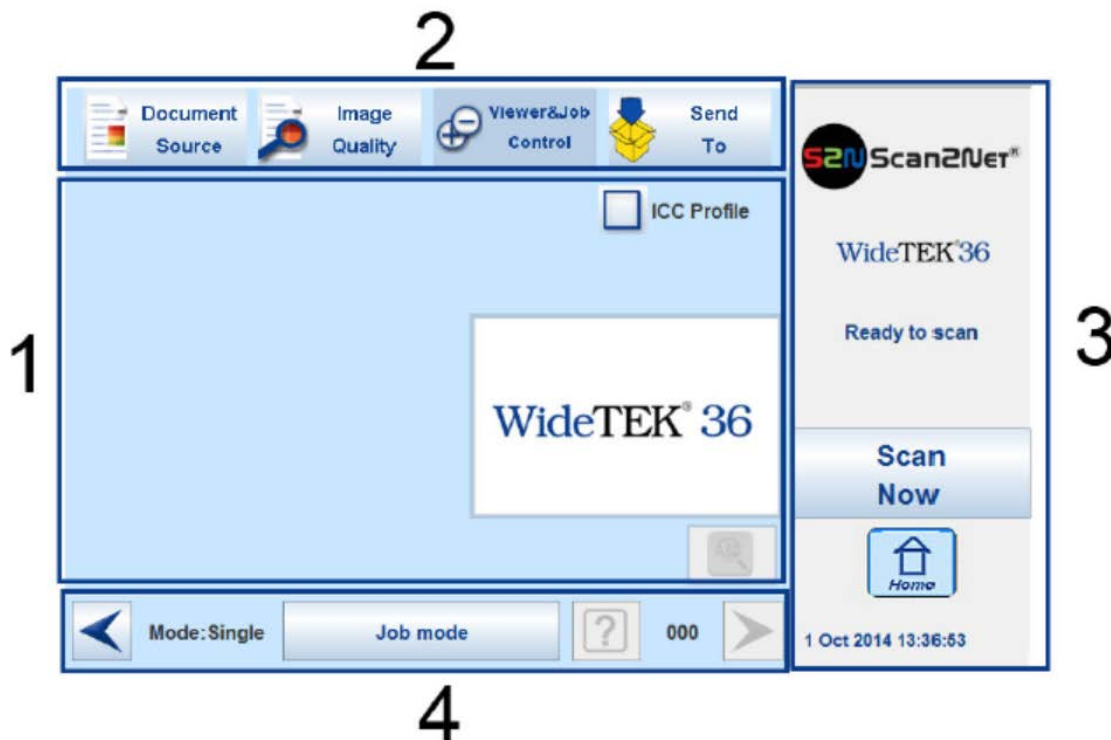 2
Document
Source
Image
Quality
Viewer&Job
Control
Send
To
S2N Scan2Net®
ICC Profile
WideTEK®36
1
Ready to scan
3
WideTEK® 36
Scan
Now
Home
Mode:Single
Job mode
?
000
1 Oct 2014 13:36:53
4